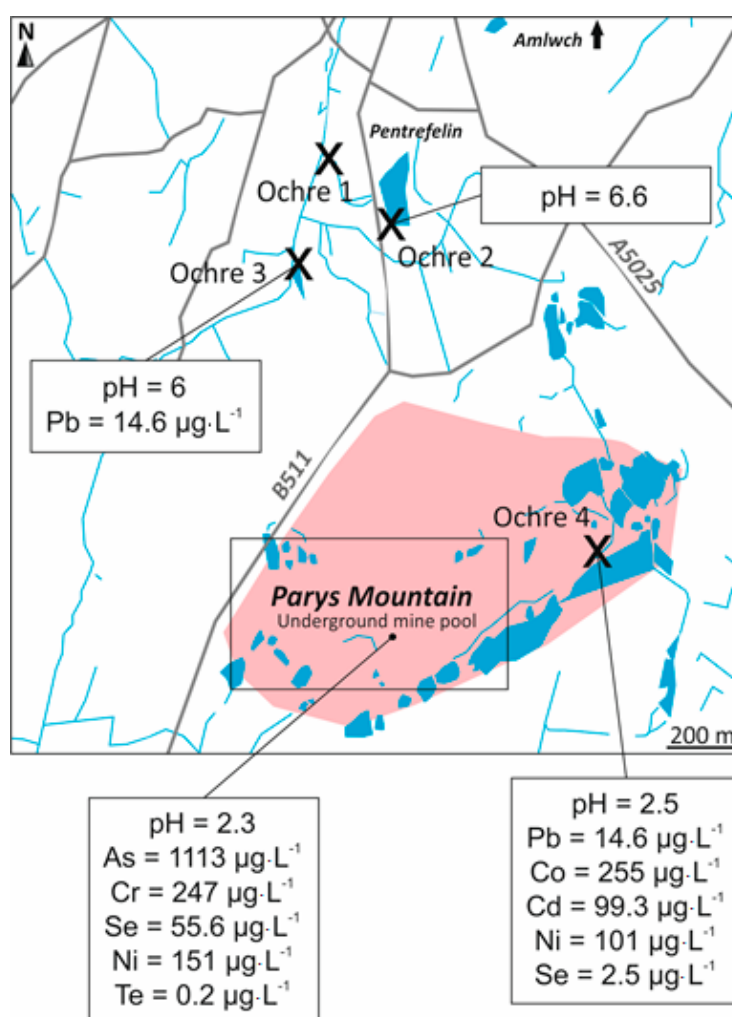 N
Amlwch
Pentrefelin
Ochre 1
pH = 6.6
Ochre 2
Ochre 3
A5025
pH = 6
Pb = 14.6 µg·L⁻¹
B511
Ochre 4
Parys Mountain
Underground mine pool
200 m
pH = 2.3
As = 1113 µg·L⁻¹
Cr = 247 µg·L⁻¹
Se = 55.6 µg·L⁻¹
Ni = 151 µg·L⁻¹
Te = 0.2 µg·L⁻¹
pH = 2.5
Pb = 14.6 µg·L⁻¹
Co = 255 µg·L⁻¹
Cd = 99.3 µg·L⁻¹
Ni = 101 µg·L⁻¹
Se = 2.5 µg·L⁻¹